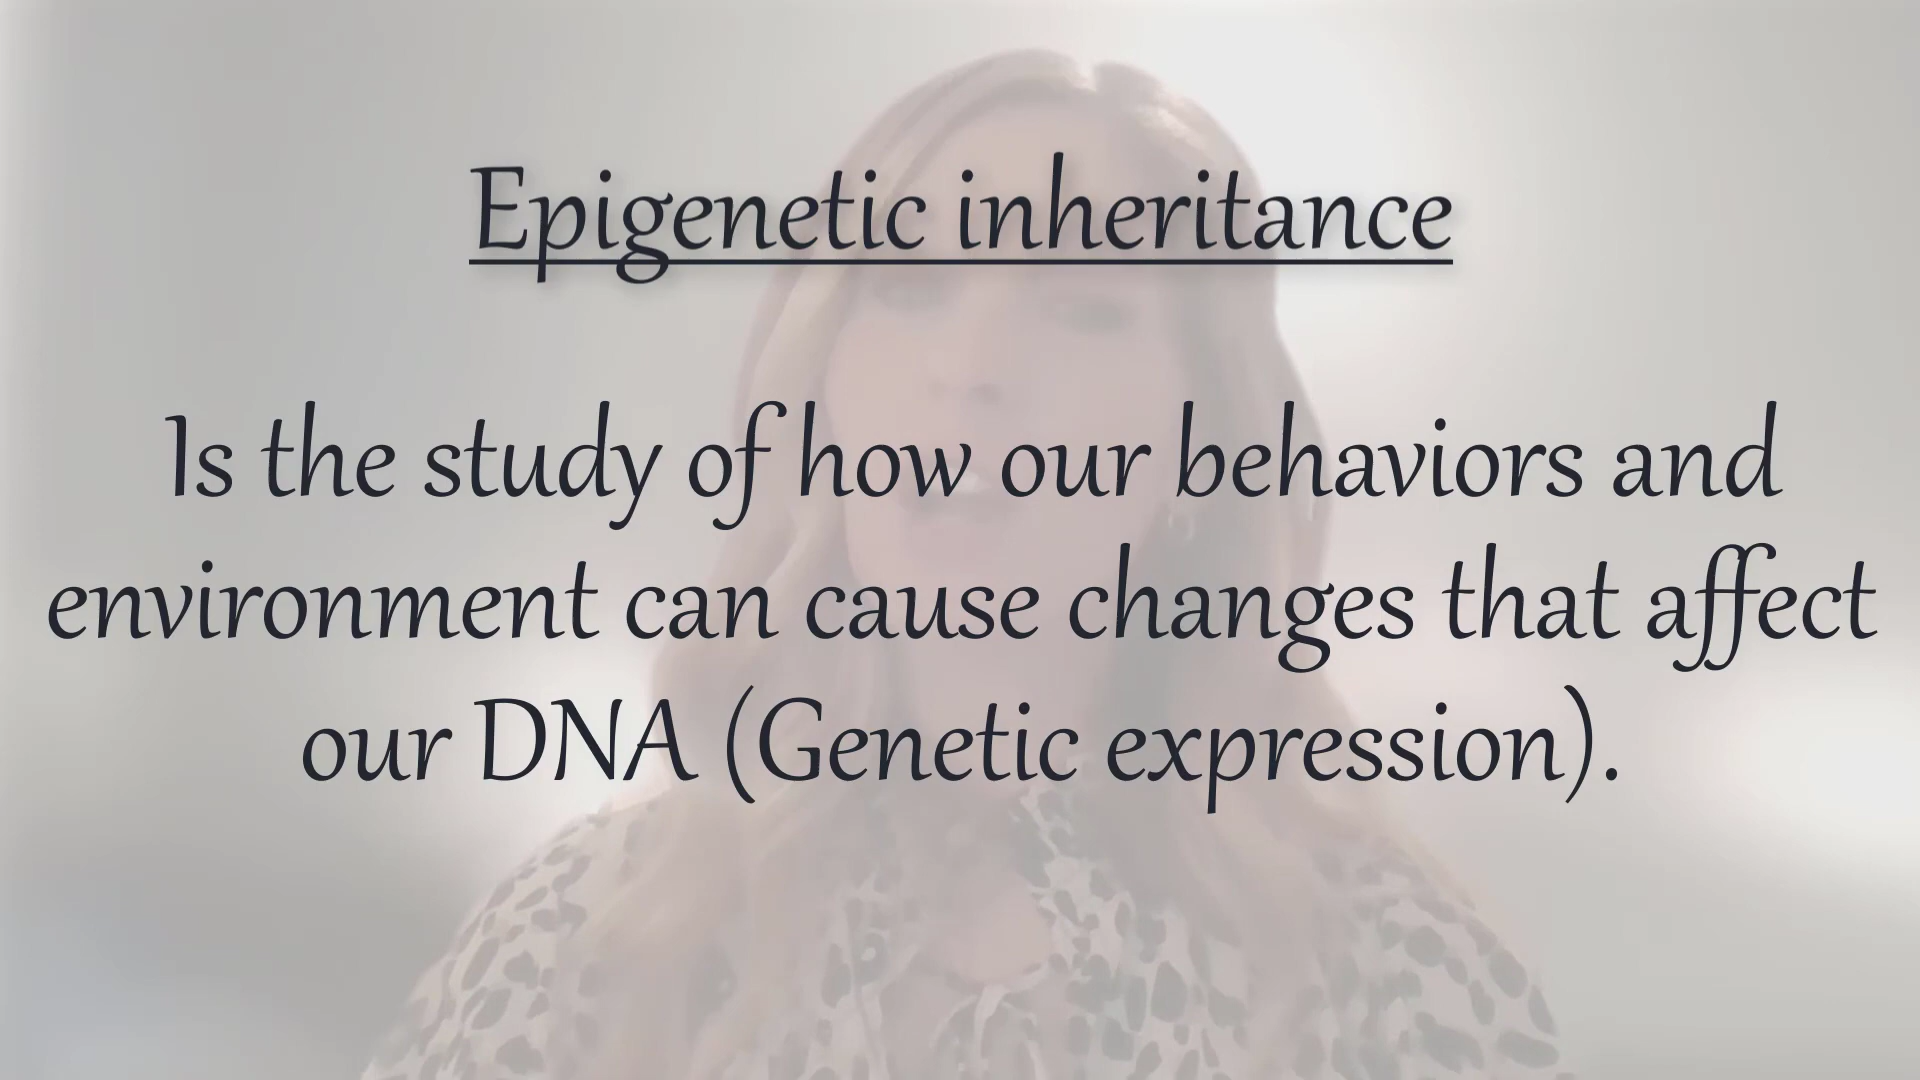 Epigenetic inheritance
Is the study of how our behaviors and
environment can cause changes that affect
our DNA (Genetic expression).